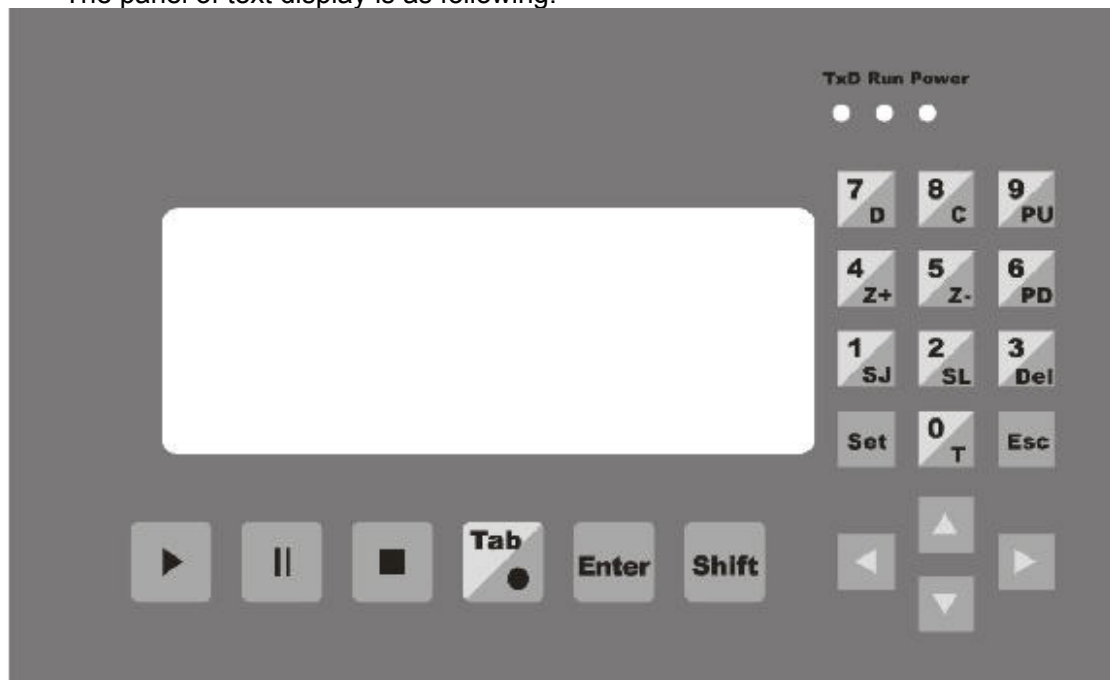 The panel of text display is as following:
TxD Run Power
7 D 8 C 9 PU
4 Z+ 5 Z- 6 PD
1 SJ 2 SL 3 Del
Set 0 T Esc
Tab Enter Shift